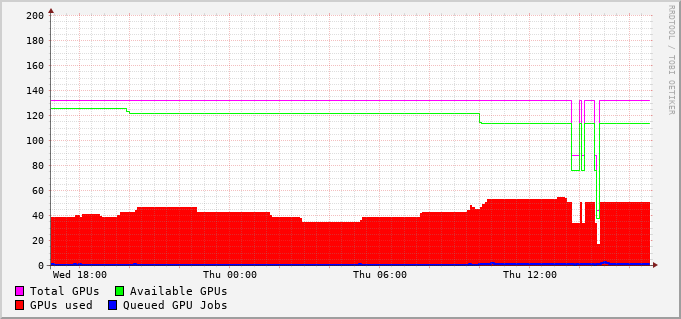 RRDTOOL / TOBI OETIKER
200
180
160
140
120
100
80
60
40
20
0
Wed 18:00 Thu 00:00 Thu 06:00 Thu 12:00
Total GPUs Available GPUs
GPUs used Queued GPU Jobs